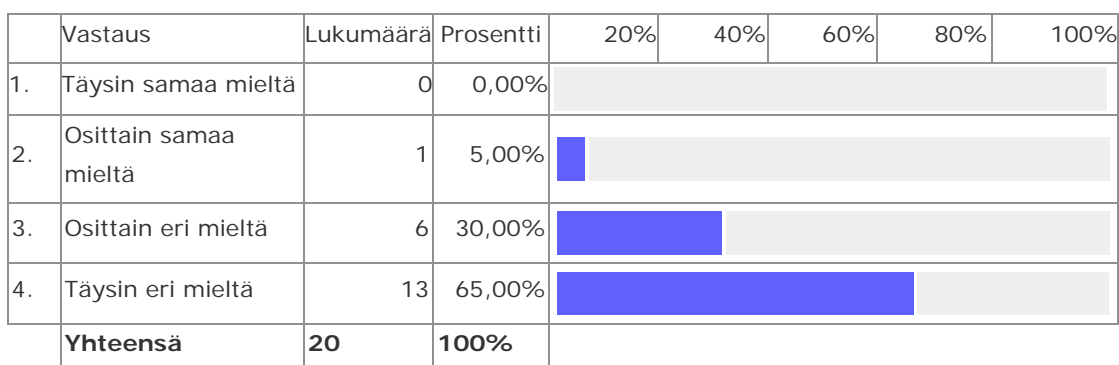 Vastaus Lukumäärä Prosentti 20% 40% 60% 80% 100%
1. Täysin samaa mieltä 0 0,00%
2. Osittain samaa mieltä 1 5,00%
3. Osittain eri mieltä 6 30,00%
4. Täysin eri mieltä 13 65,00%
Yhteensä 20 100%